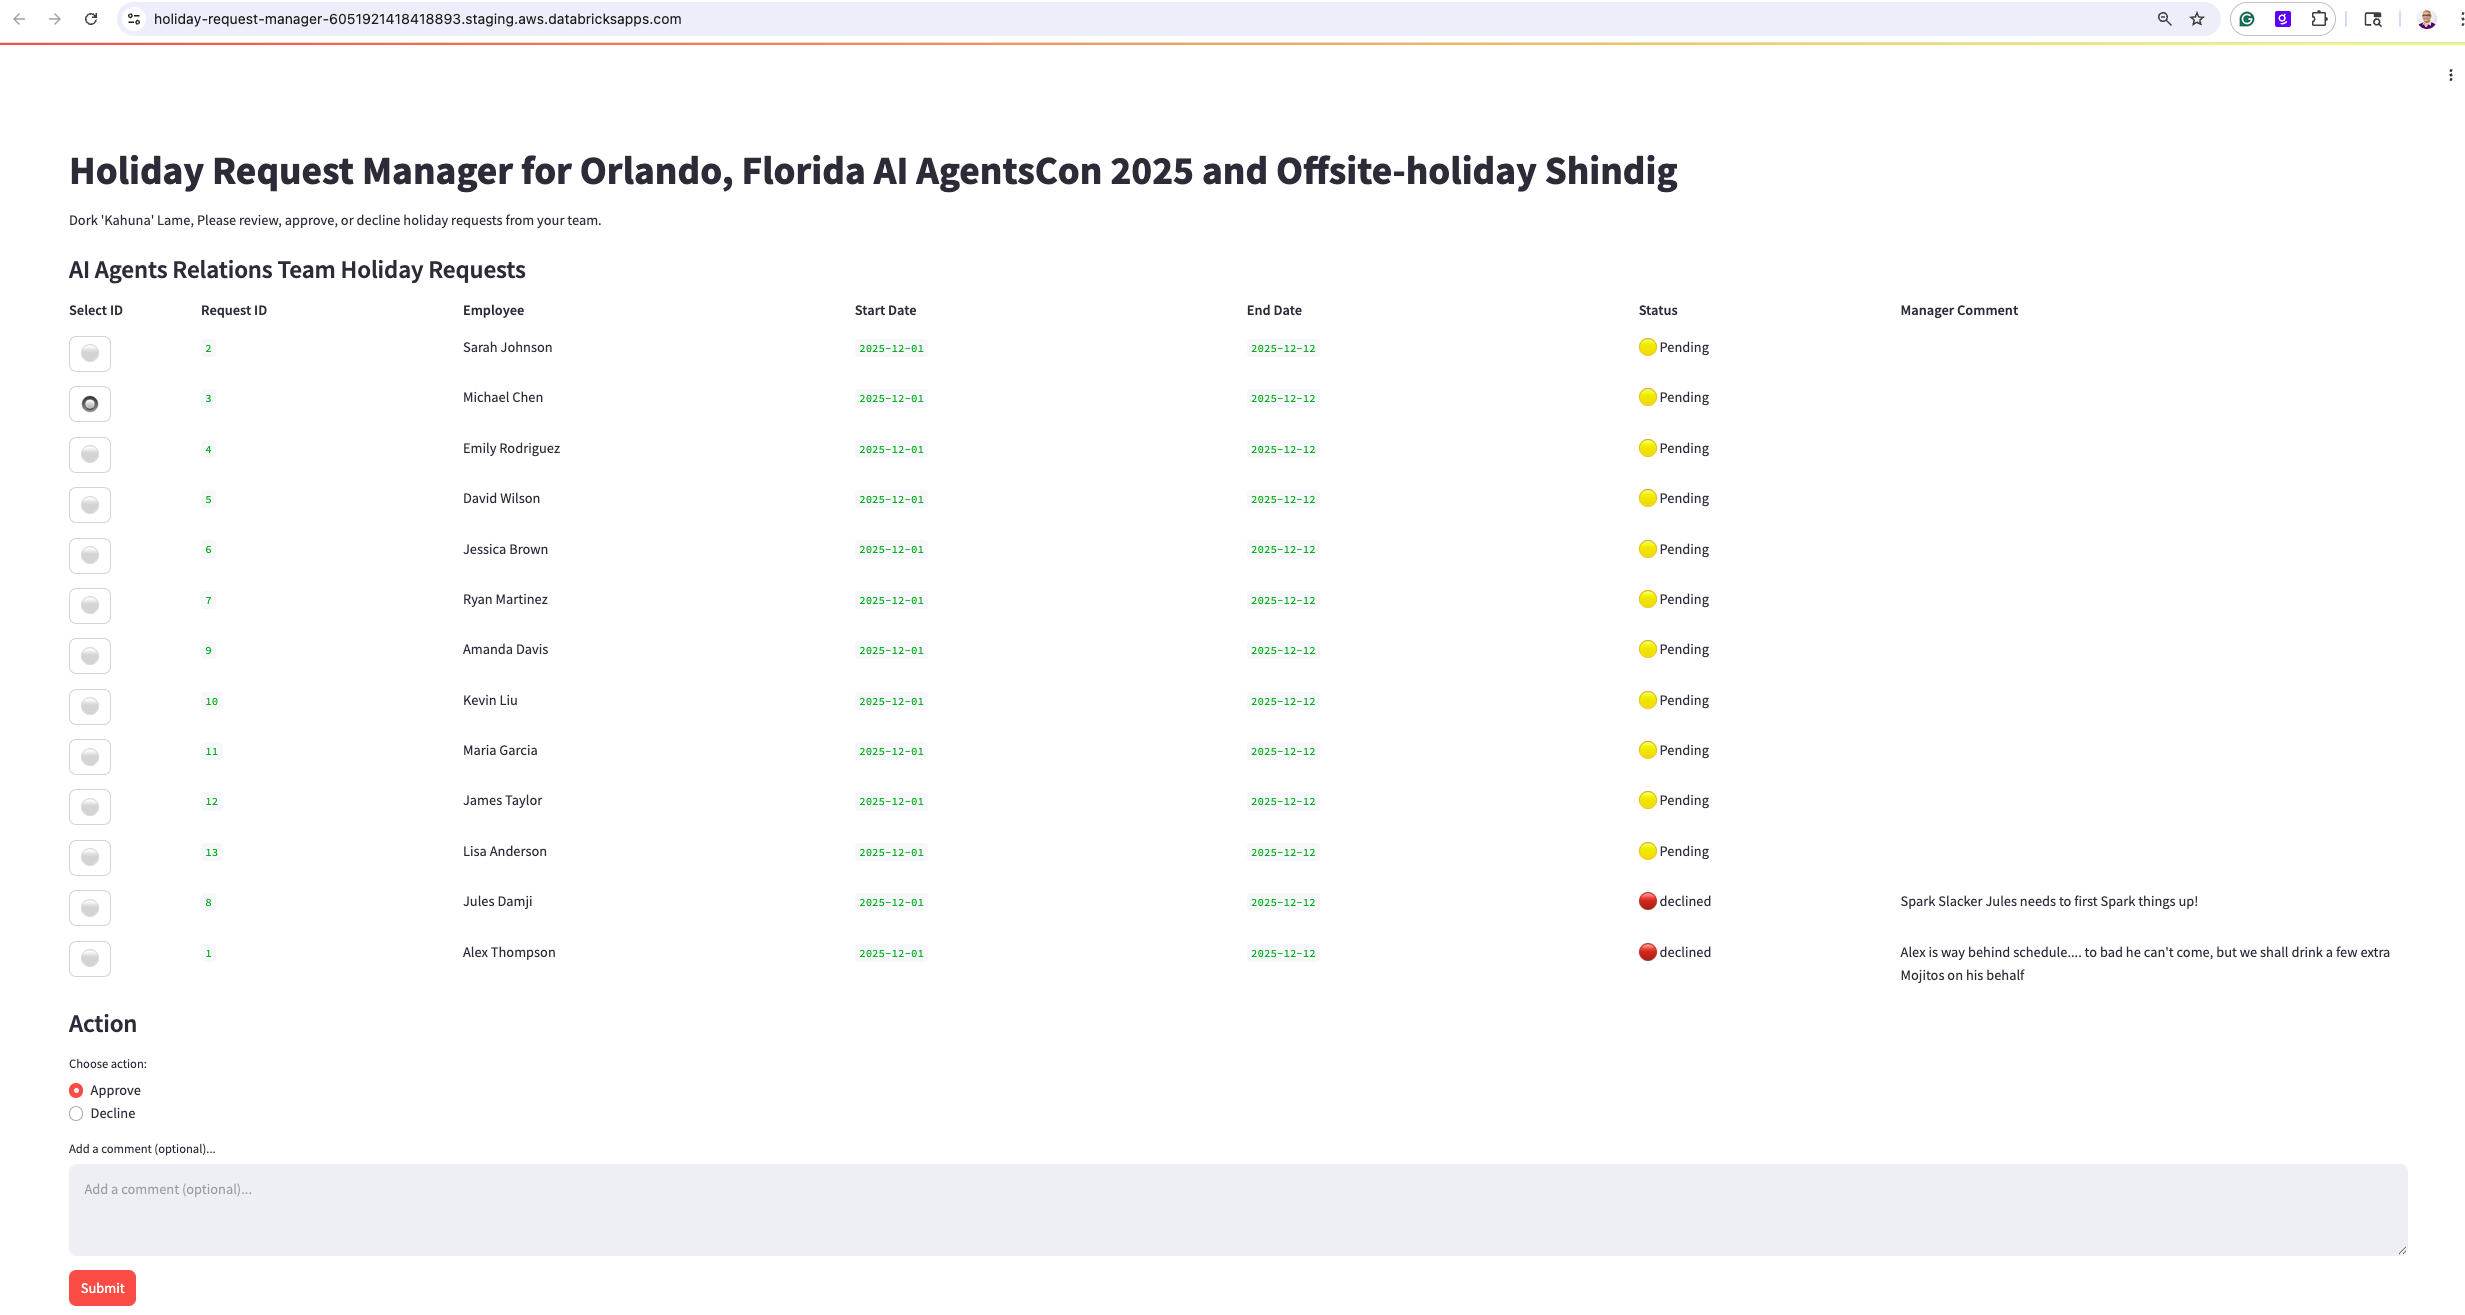 holiday-request-manager-6051921418418893.staging.aws.databricksapps.com
Holiday Request Manager for Orlando, Florida AI AgentsCon 2025 and Offsite-holiday Shindig
Dork 'Kahuna' Lame, Please review, approve, or decline holiday requests from your team.
AI Agents Relations Team Holiday Requests
Select ID Request ID Employee Start Date End Date Status Manager Comment
2 Sarah Johnson 2025-12-01 2025-12-12 Pending
3 Michael Chen 2025-12-01 2025-12-12 Pending
4 Emily Rodriguez 2025-12-01 2025-12-12 Pending
5 David Wilson 2025-12-01 2025-12-12 Pending
6 Jessica Brown 2025-12-01 2025-12-12 Pending
7 Ryan Martinez 2025-12-01 2025-12-12 Pending
9 Amanda Davis 2025-12-01 2025-12-12 Pending
10 Kevin Liu 2025-12-01 2025-12-12 Pending
11 Maria Garcia 2025-12-01 2025-12-12 Pending
12 James Taylor 2025-12-01 2025-12-12 Pending
13 Lisa Anderson 2025-12-01 2025-12-12 Pending
8 Jules Damji 2025-12-01 2025-12-12 declined Spark Slacker Jules needs to first Spark things up!
1 Alex Thompson 2025-12-01 2025-12-12 declined Alex is way behind schedule.... to bad he can't come, but we shall drink a few extra
Mojitos on his behalf
Action
Choose action:
Approve
Decline
Add a comment (optional)...
Add a comment (optional)...
Submit